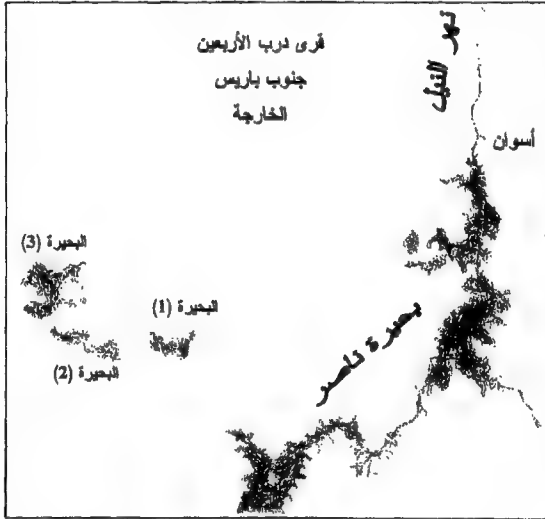 قرى درب الأربعين
جنوب باريس
الخارجة
نهر النيل
أسوان
البحيرة (3)
البحيرة (1)
البحيرة (2)
بحيرة ناصر